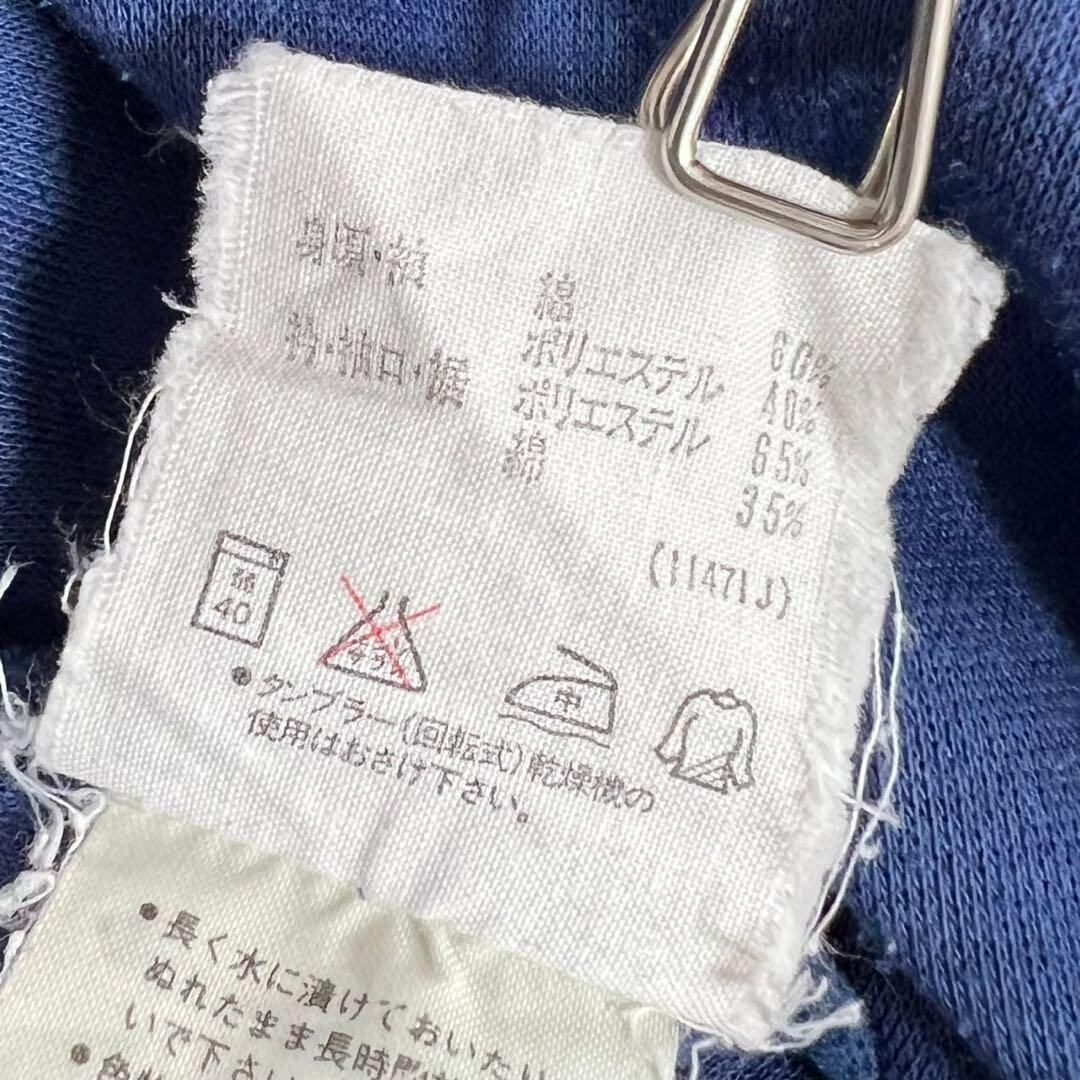 身頃・袖
綿 60%
ポリエステル 40%
衿・袖口・裾 ポリエステル 65%
綿 35%
(11471J)
40
中
•タンブラー(回転式)乾燥機の
使用はおさけ下さい。
•長く水に漬けておいたり
ぬれたまま長時間
いで下さい